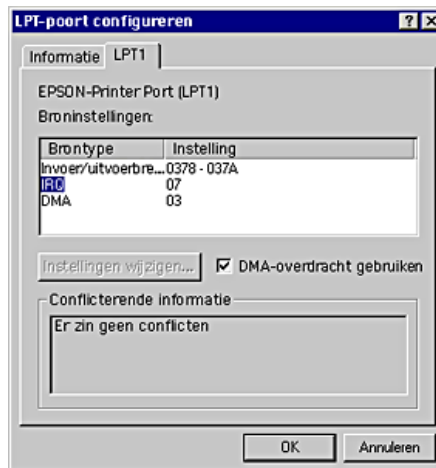 LPT-poort configureren
Informatie LPT1
EPSON-Printer Port (LPT1)
Broninstellingen:
Brontype Instelling
Invoer/uitvoerbre... 0378 - 037A
IRQ 07
DMA 03
Instellingen wijzigen... DMA-overdracht gebruiken
Conflicterende informatie
Er zin geen conflicten
OK Annuleren